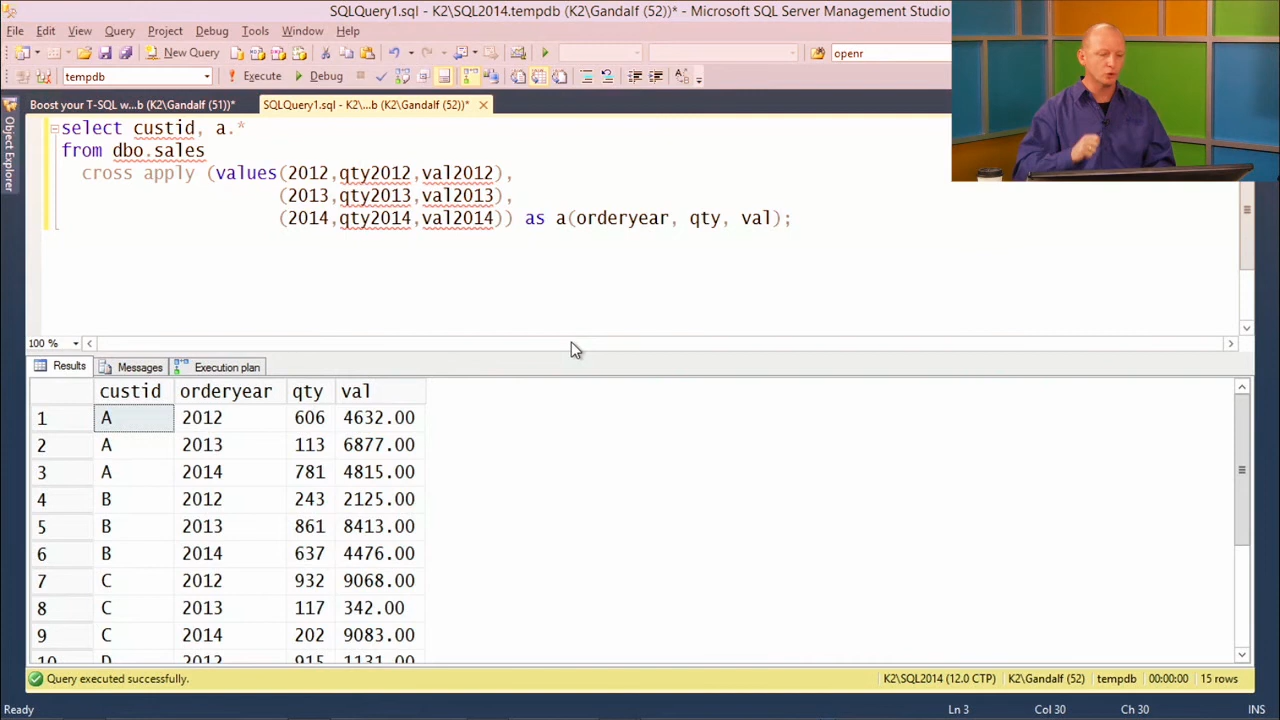 SQLQuery1.sql - K2\SQL2014.tempdb (K2\Gandalf (52))* - Microsoft SQL Server Management Studio
File Edit View Query Project Debug Tools Window Help
New Query openr
tempdb Execute Debug
Boost your T-SQL w...b (K2\Gandalf (51))* SQLQuery1.sql - K2\...b (K2\Gandalf (52))*
Object Explorer
select custid, a.*
from dbo.sales
cross apply (values(2012,qty2012,val2012),
(2013,qty2013,val2013),
(2014,qty2014,val2014)) as a(orderyear, qty, val);
100 %
Results Messages Execution plan
custid orderyear qty val
1 A 2012 606 4632.00
2 A 2013 113 6877.00
3 A 2014 781 4815.00
4 B 2012 243 2125.00
5 B 2013 861 8413.00
6 B 2014 637 4476.00
7 C 2012 932 9068.00
8 C 2013 117 342.00
9 C 2014 202 9083.00
10 D 2012 915 1131.00
Query executed successfully. K2\SQL2014 (12.0 CTP) K2\Gandalf (52) tempdb 00:00:00 15 rows
Ready Ln 3 Col 30 Ch 30 INS